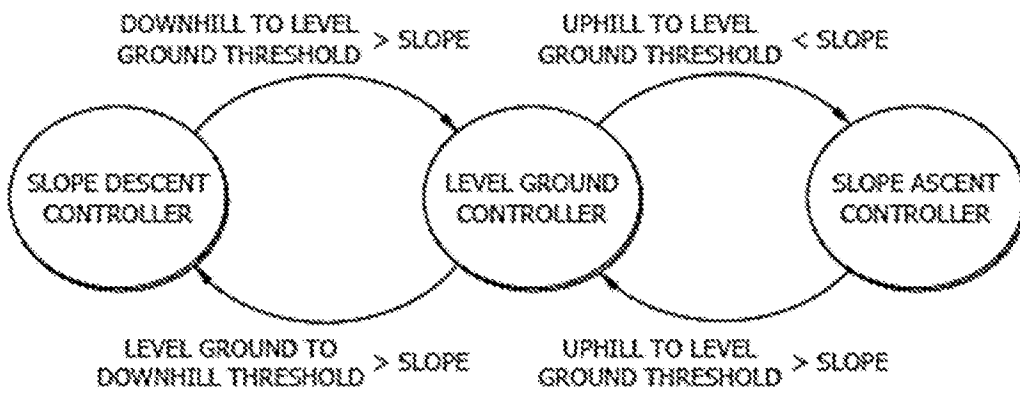 DOWNHILL TO LEVEL
GROUND THRESHOLD > SLOPE
UPHILL TO LEVEL
GROUND THRESHOLD < SLOPE
SLOPE DESCENT
CONTROLLER
LEVEL GROUND
CONTROLLER
SLOPE ASCENT
CONTROLLER
LEVEL GROUND TO
DOWNHILL THRESHOLD > SLOPE
UPHILL TO LEVEL
GROUND THRESHOLD > SLOPE